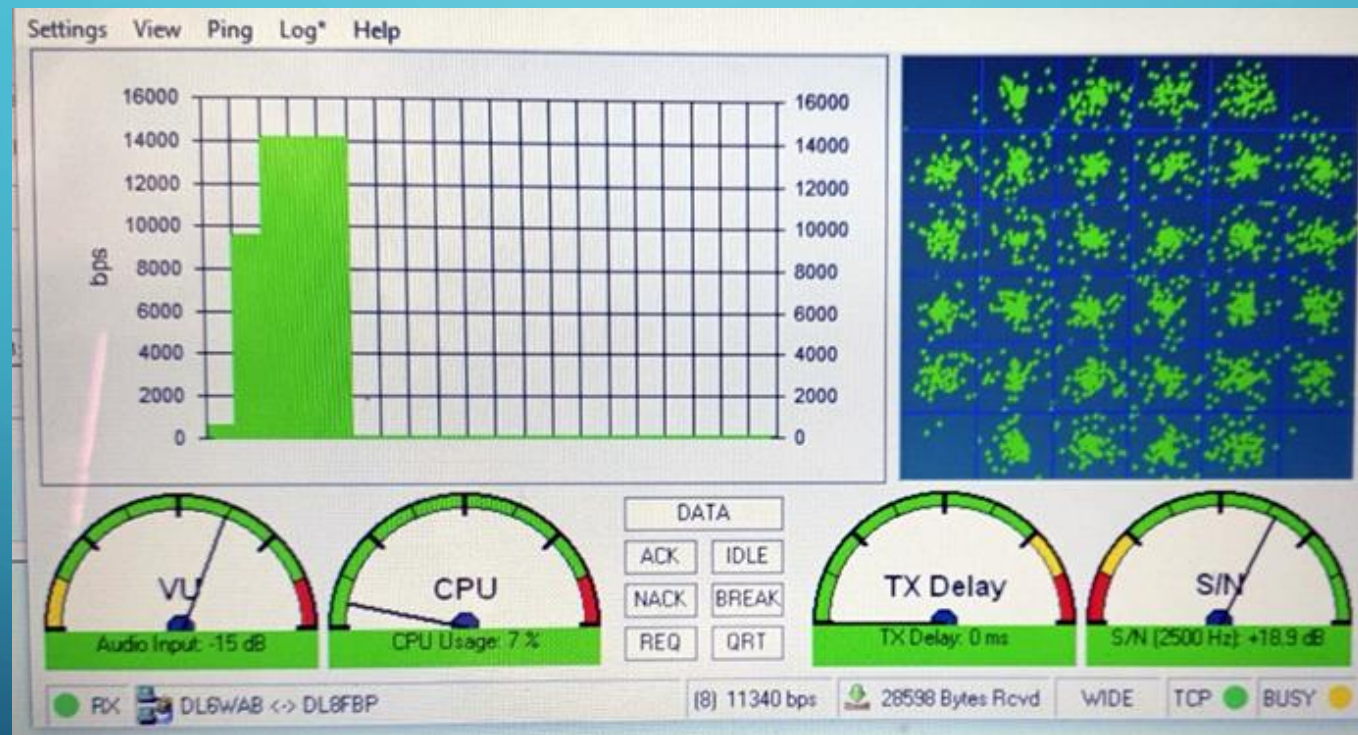 Settings View Ping Log* Help
16000 16000
14000 14000
12000 12000
10000 10000
8000 8000
6000 6000
4000 4000
2000 2000
0 0
bps
DATA
ACK IDLE
NACK BREAK
REQ QRT
VU CPU TX Delay S/N
Audio Input: -15 dB CPU Usage: 7 % TX Delay: 0 ms S/N (2500 Hz): +18.9 dB
RX DL6WAB <-> DL8FBP (8) 11340 bps 28598 Bytes Rcvd WIDE TCP BUSY